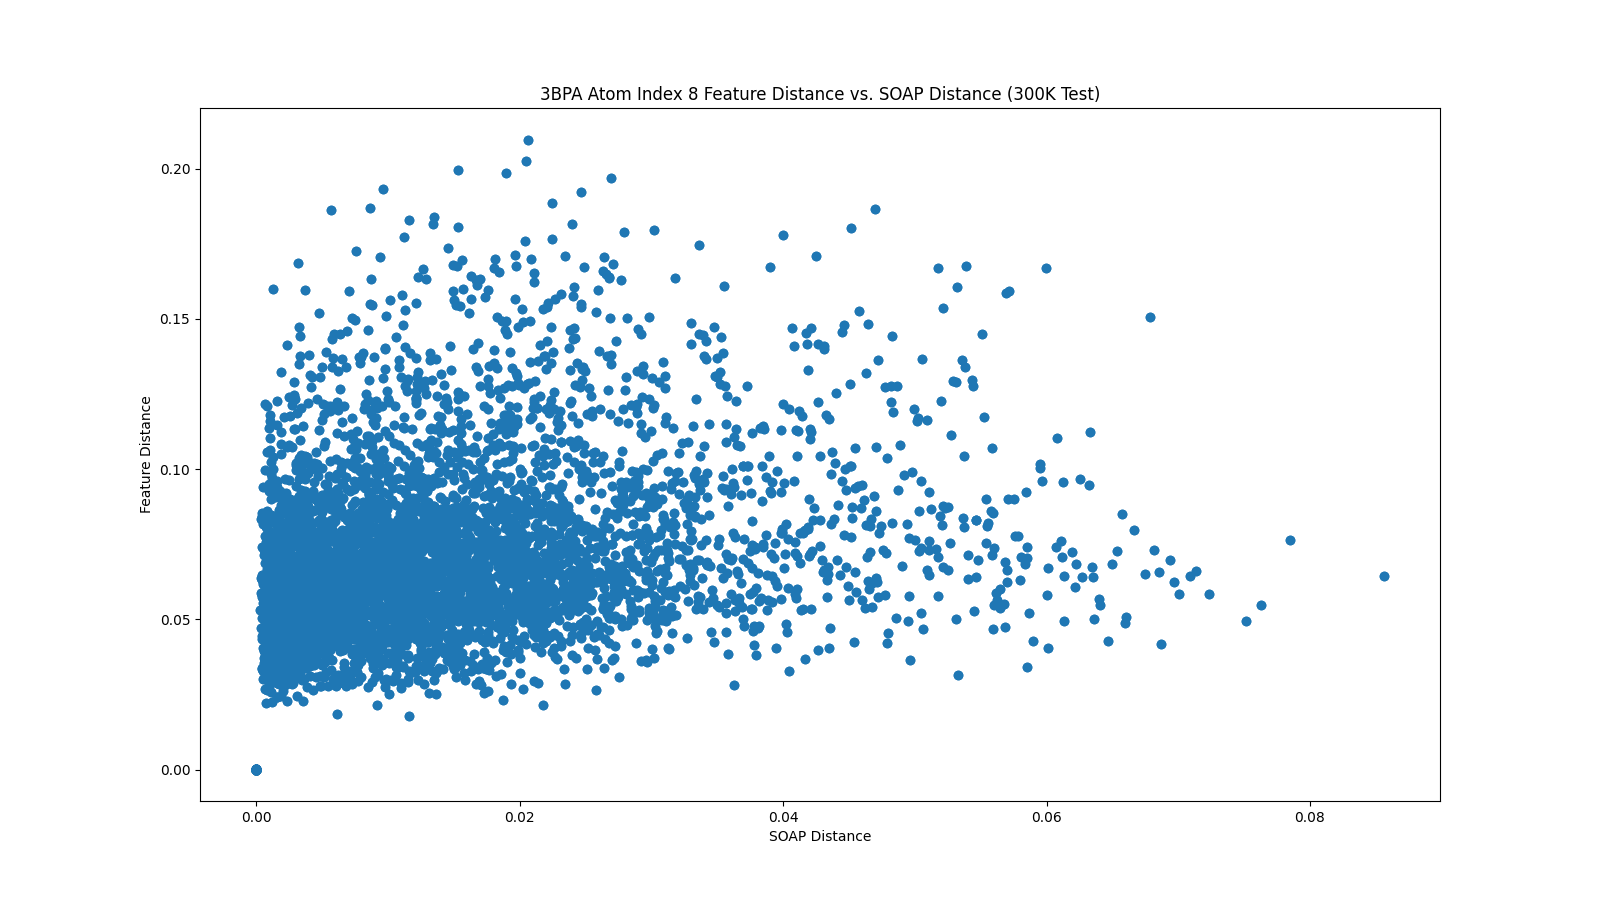 3BPA Atom Index 8 Feature Distance vs. SOAP Distance (300K Test)
Feature Distance
0.20
0.15
0.10
0.05
0.00
0.00 0.02 0.04 0.06 0.08
SOAP Distance